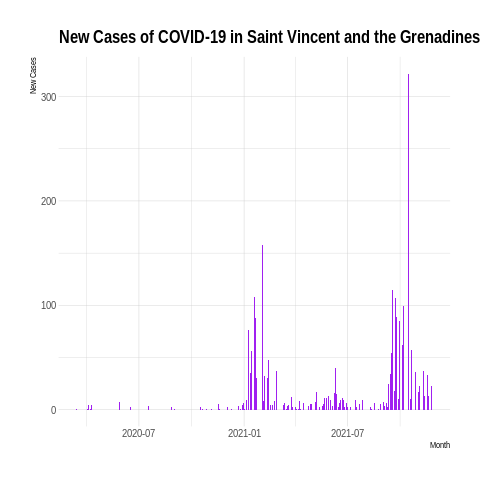 New Cases of COVID-19 in Saint Vincent and the Grenadines
New Cases
300
200
100
0
2020-07 2021-01 2021-07
Month